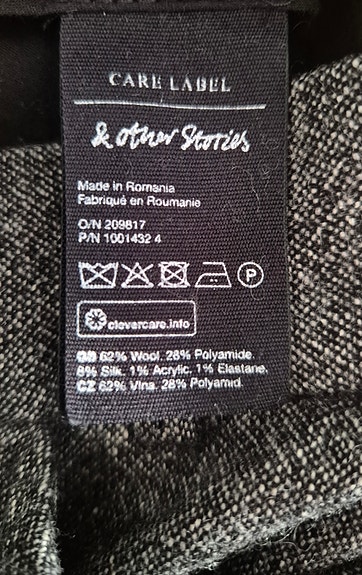 CARE LABEL
& other Stories
Made in Romania
Fabriqué en Roumanie
O/N 209817
P/N 1001432 4
P
clevercare.info
GB 62% Wool. 28% Polyamide.
8% Silk. 1% Acrylic. 1% Elastane.
CZ 62% Vlna. 28% Polyamid.